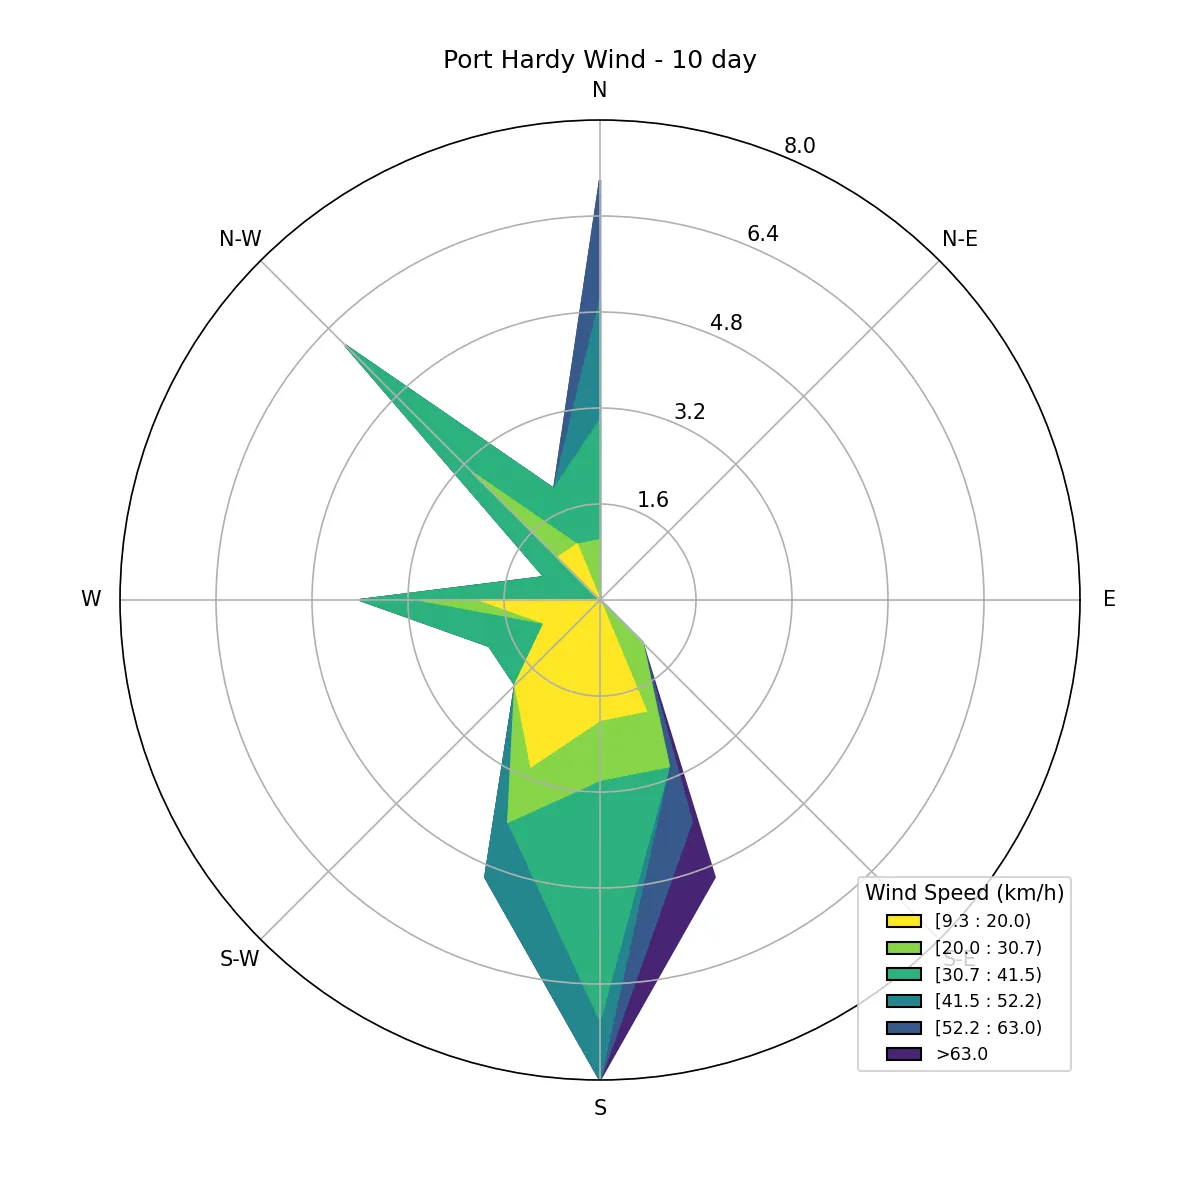 Port Hardy Wind - 10 day
N
8.0
N-W
6.4
N-E
4.8
3.2
1.6
W
E
Wind Speed (km/h)
[9.3 : 20.0)
[20.0 : 30.7)
S-W
S-E
[30.7 : 41.5)
[41.5 : 52.2)
[52.2 : 63.0)
>63.0
S